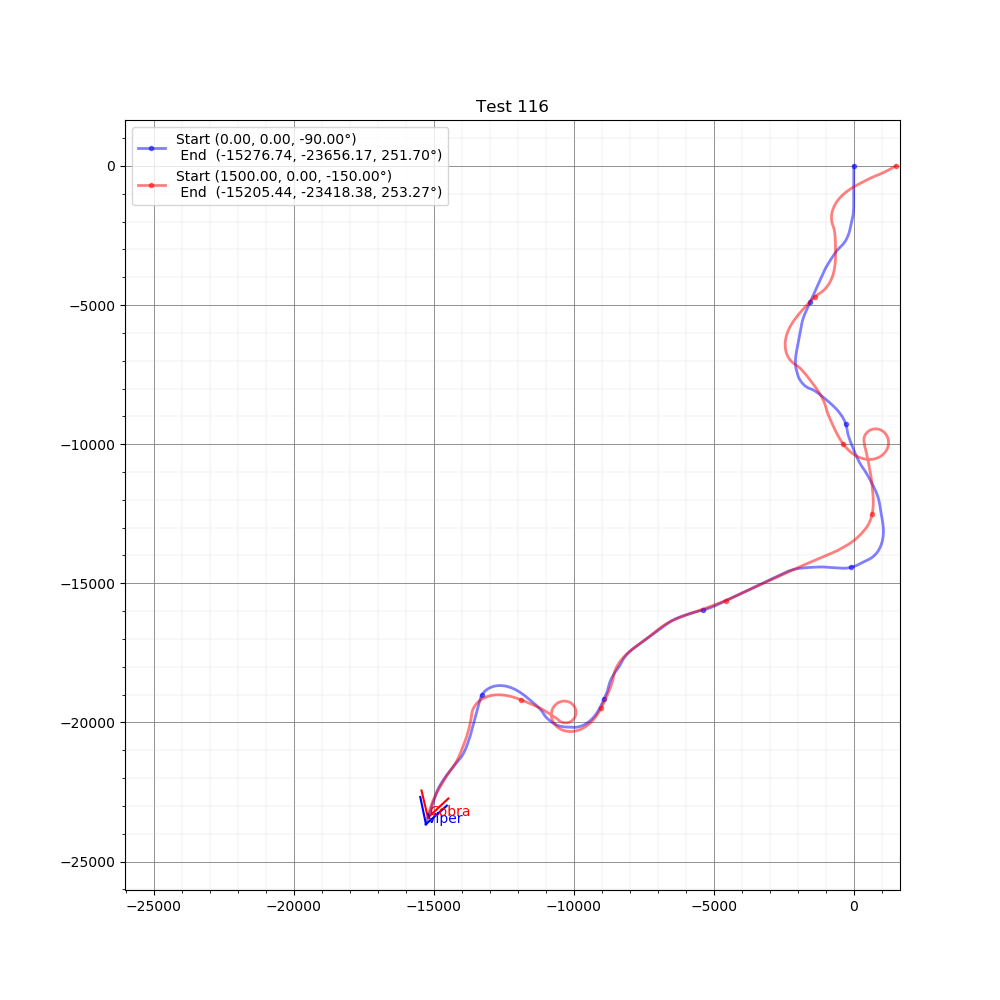 Test 116
Start (0.00, 0.00, -90.00°)
End  (-15276.74, -23656.17, 251.70°)
Start (1500.00, 0.00, -150.00°)
End  (-15205.44, -23418.38, 253.27°)
0
−5000
−10000
−15000
−20000
−25000
Cobra
Viper
−25000
−20000
−15000
−10000
−5000
0